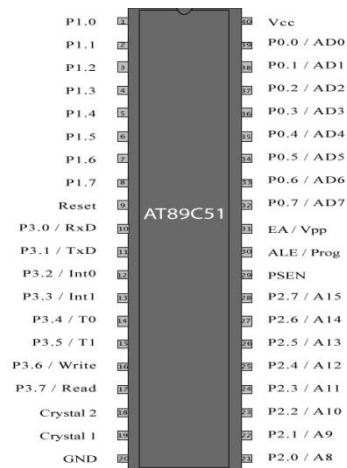 P1.0 1 40 Vcc
P1.1 2 39 P0.0 / AD0
P1.2 3 38 P0.1 / AD1
P1.3 4 37 P0.2 / AD2
P1.4 5 36 P0.3 / AD3
P1.5 6 35 P0.4 / AD4
P1.6 7 34 P0.5 / AD5
P1.7 8 33 P0.6 / AD6
Reset 9 32 P0.7 / AD7
AT89C51
P3.0 / RxD 10 31 EA / Vpp
P3.1 / TxD 11 30 ALE / Prog
P3.2 / Int0 12 29 PSEN
P3.3 / Int1 13 28 P2.7 / A15
P3.4 / T0 14 27 P2.6 / A14
P3.5 / T1 15 26 P2.5 / A13
P3.6 / Write 16 25 P2.4 / A12
P3.7 / Read 17 24 P2.3 / A11
Crystal 2 18 23 P2.2 / A10
Crystal 1 19 22 P2.1 / A9
GND 20 21 P2.0 / A8